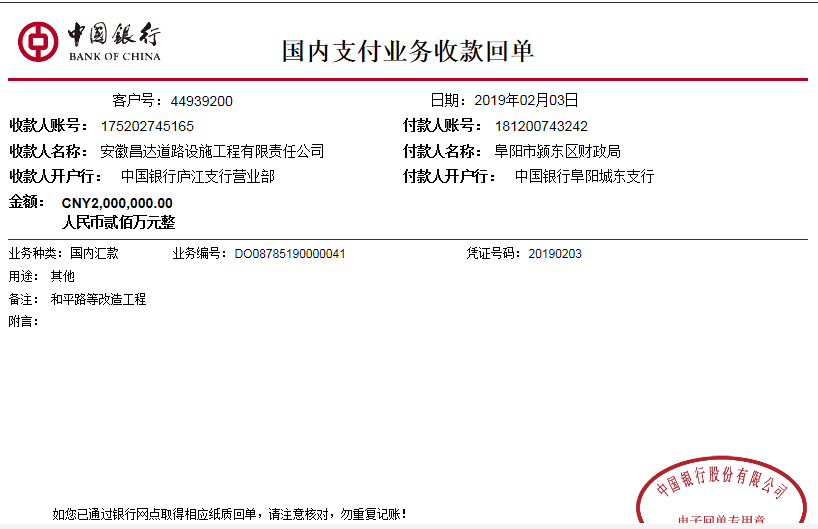 中国银行
BANK OF CHINA
国内支付业务收款回单
客户号：44939200 日期：2019年02月03日
收款人账号：175202745165 付款人账号：181200743242
收款人名称：安徽昌达道路设施工程有限责任公司 付款人名称：阜阳市颍东区财政局
收款人开户行：中国银行庐江支行营业部 付款人开户行：中国银行阜阳城东支行
金额：CNY2,000,000.00
人民币贰佰万元整
业务种类：国内汇款 业务编号：DO08785190000041 凭证号码：20190203
用途：其他
备注：和平路等改造工程
附言：
中国银行股份有限公司
电子回单专用章
如您已通过银行网点取得相应纸质回单，请注意核对，勿重复记账！